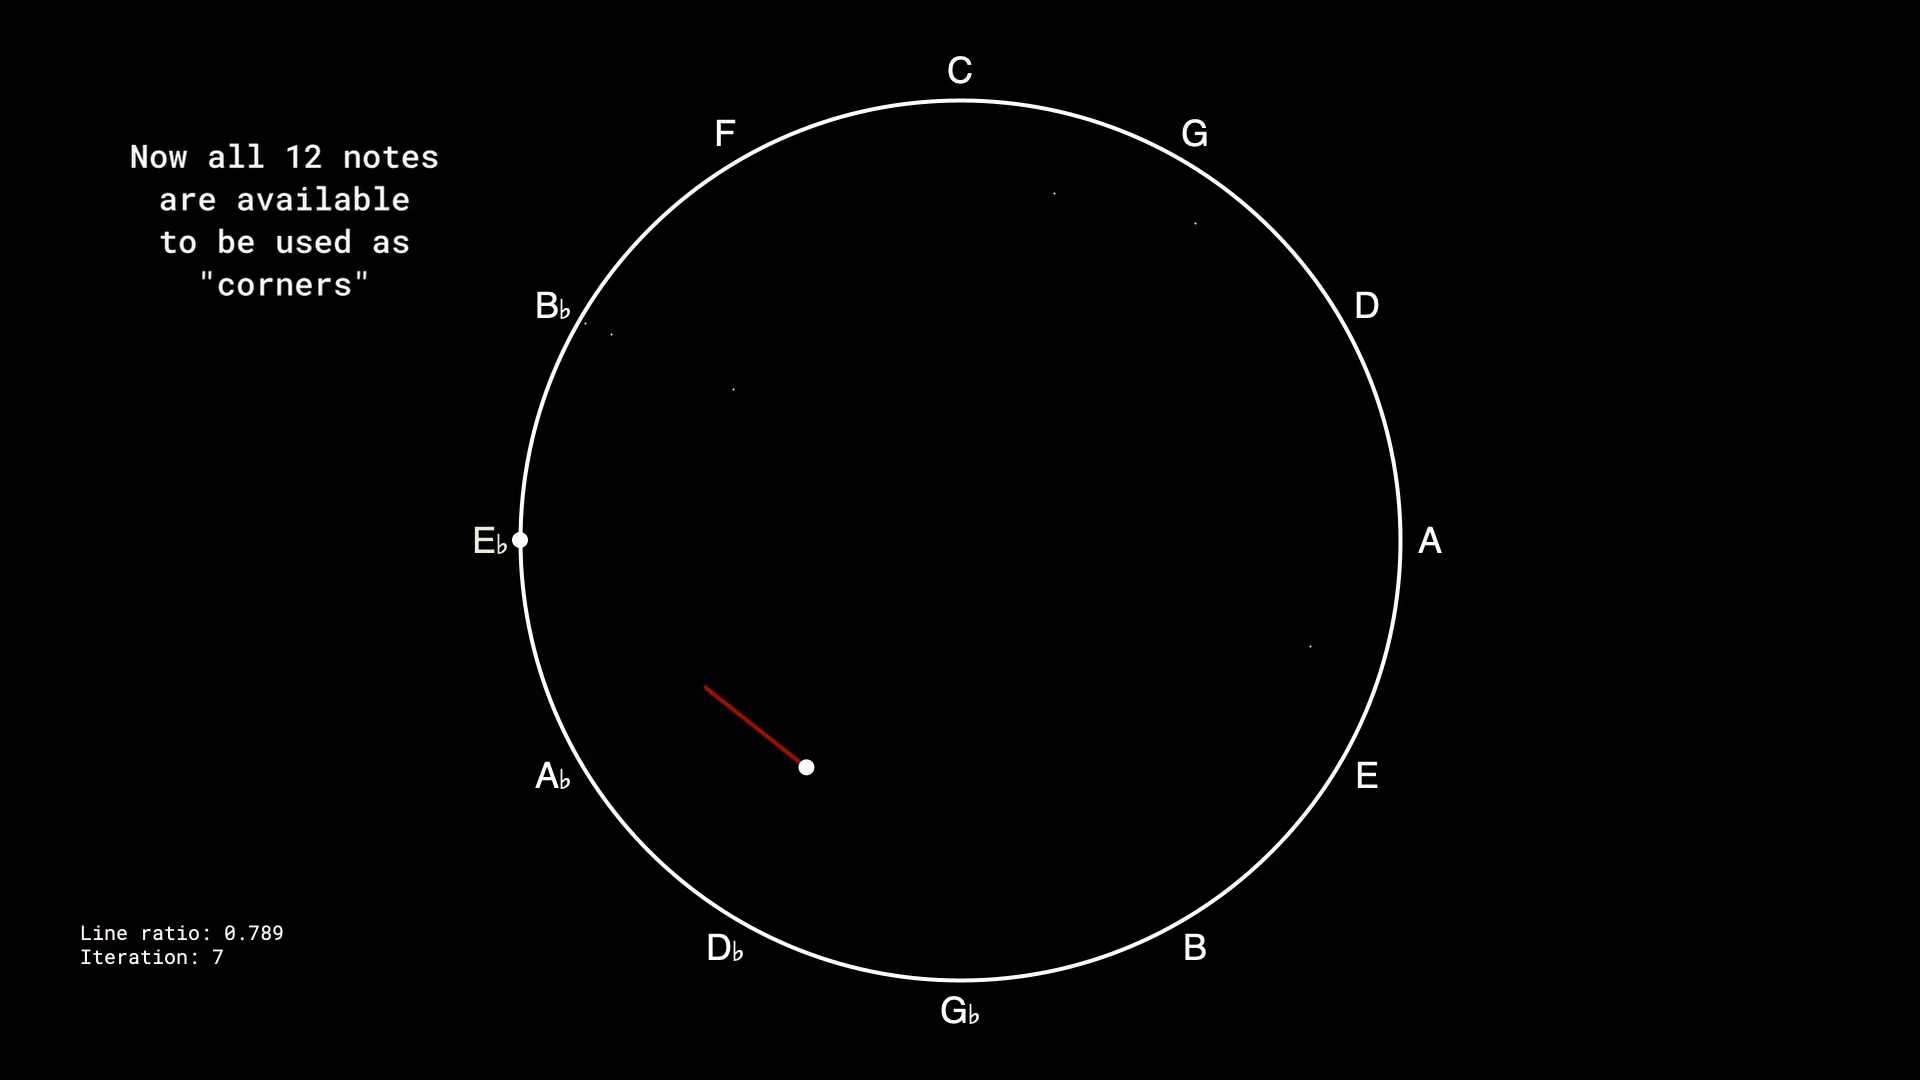 C
F
G
Now all 12 notes
are available
to be used as
"corners"
B♭
D
E♭
A
A♭
E
Line ratio: 0.789
Iteration: 7
D♭
B
G♭